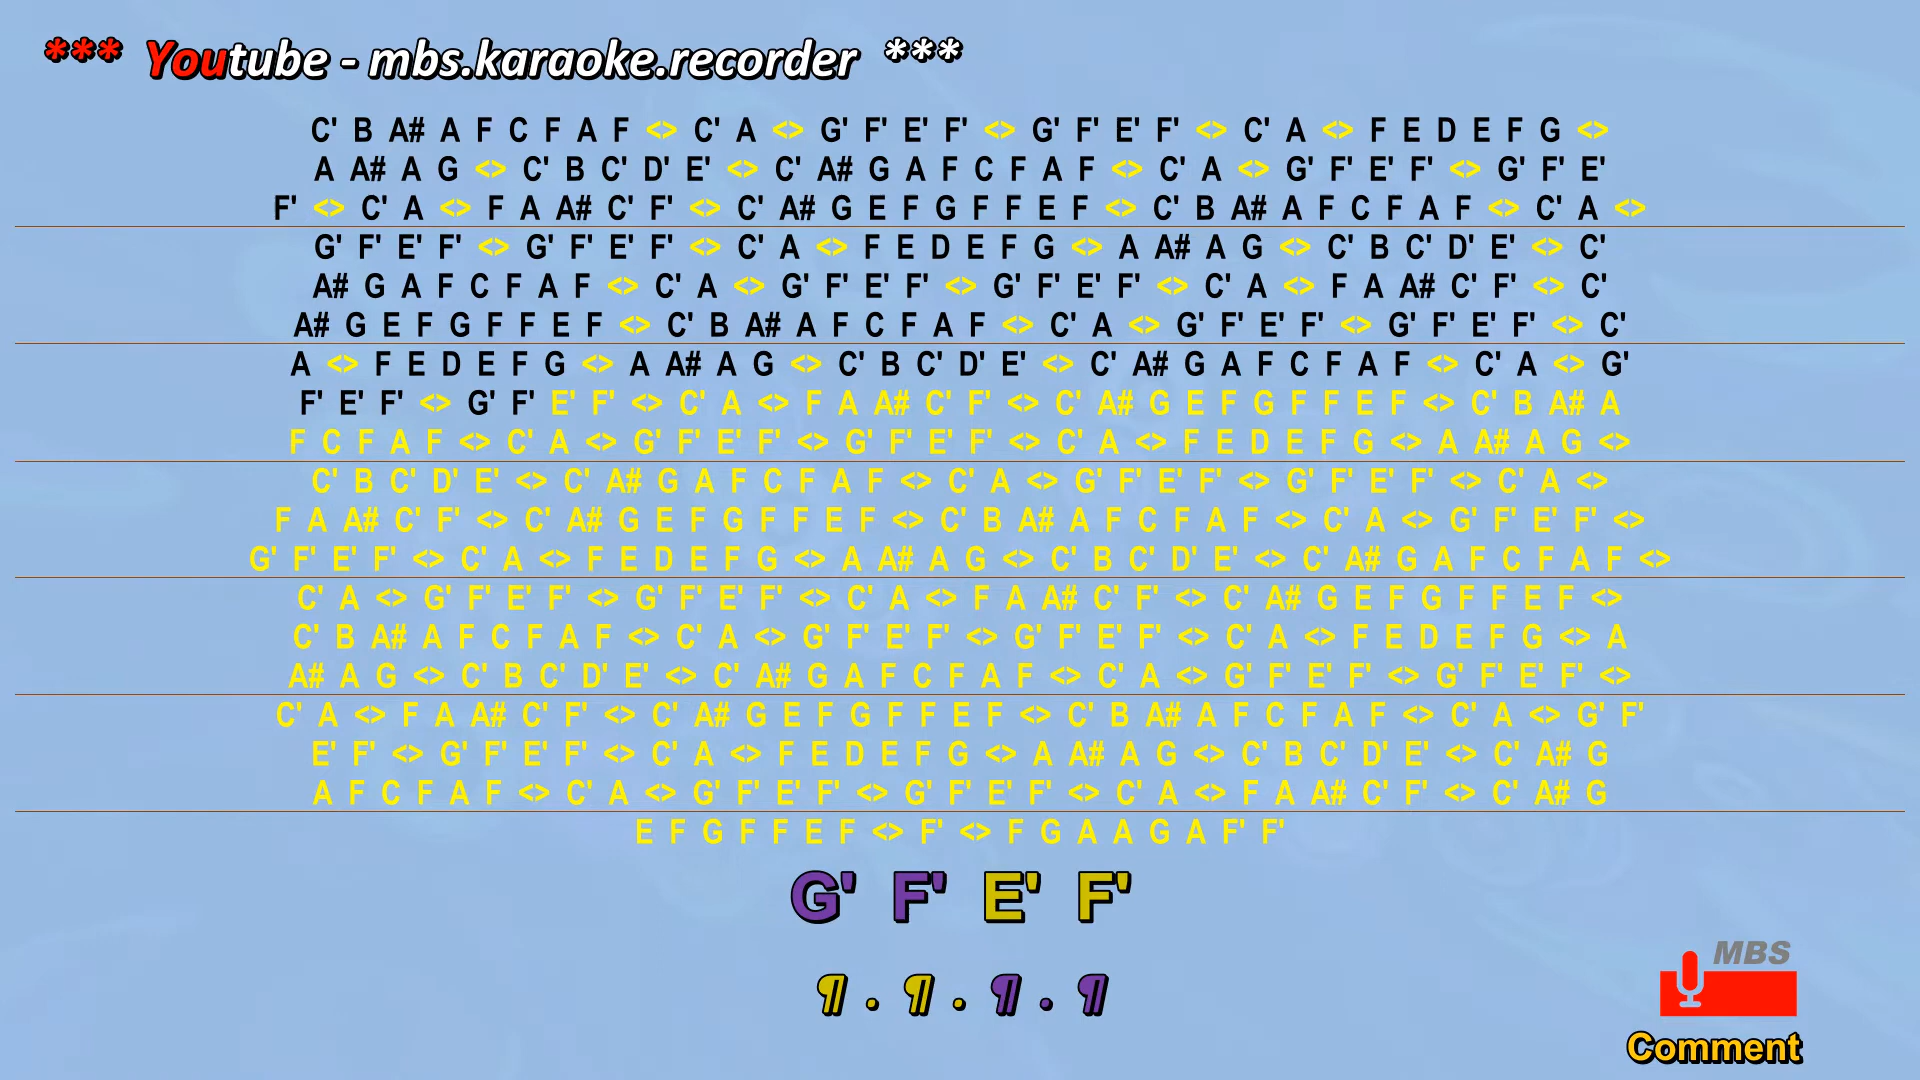 *** Youtube - mbs.karaoke.recorder ***
C' B A# A F C F A F <> C' A <> G' F' E' F' <> G' F' E' F' <> C' A <> F E D E F G <>
A A# A G <> C' B C' D' E' <> C' A# G A F C F A F <> C' A <> G' F' E' F' <> G' F' E'
F' <> C' A <> F A A# C' F' <> C' A# G E F G F F E F <> C' B A# A F C F A F <> C' A <>
G' F' E' F' <> G' F' E' F' <> C' A <> F E D E F G <> A A# A G <> C' B C' D' E' <> C'
A# G A F C F A F <> C' A <> G' F' E' F' <> G' F' E' F' <> C' A <> F A A# C' F' <> C'
A# G E F G F F E F <> C' B A# A F C F A F <> C' A <> G' F' E' F' <> G' F' E' F' <> C'
A <> F E D E F G <> A A# A G <> C' B C' D' E' <> C' A# G A F C F A F <> C' A <> G'
F' E' F' <> G' F' E' F' <> C' A <> F A A# C' F' <> C' A# G E F G F F E F <> C' B A# A
F C F A F <> C' A <> G' F' E' F' <> G' F' E' F' <> C' A <> F E D E F G <> A A# A G <>
C' B C' D' E' <> C' A# G A F C F A F <> C' A <> G' F' E' F' <> G' F' E' F' <> C' A <>
F A A# C' F' <> C' A# G E F G F F E F <> C' B A# A F C F A F <> C' A <> G' F' E' F' <>
G' F' E' F' <> C' A <> F E D E F G <> A A# A G <> C' B C' D' E' <> C' A# G A F C F A F <>
C' A <> G' F' E' F' <> G' F' E' F' <> C' A <> F A A# C' F' <> C' A# G E F G F F E F <>
C' B A# A F C F A F <> C' A <> G' F' E' F' <> G' F' E' F' <> C' A <> F E D E F G <> A
A# A G <> C' B C' D' E' <> C' A# G A F C F A F <> C' A <> G' F' E' F' <> G' F' E' F' <>
C' A <> F A A# C' F' <> C' A# G E F G F F E F <> C' B A# A F C F A F <> C' A <> G' F'
E' F' <> G' F' E' F' <> C' A <> F E D E F G <> A A# A G <> C' B C' D' E' <> C' A# G
A F C F A F <> C' A <> G' F' E' F' <> G' F' E' F' <> C' A <> F A A# C' F' <> C' A# G
E F G F F E F <> F' <> F G A A G A F' F'
G' F' E' F'
¶ . ¶ . ¶ . ¶
MBS
Comment